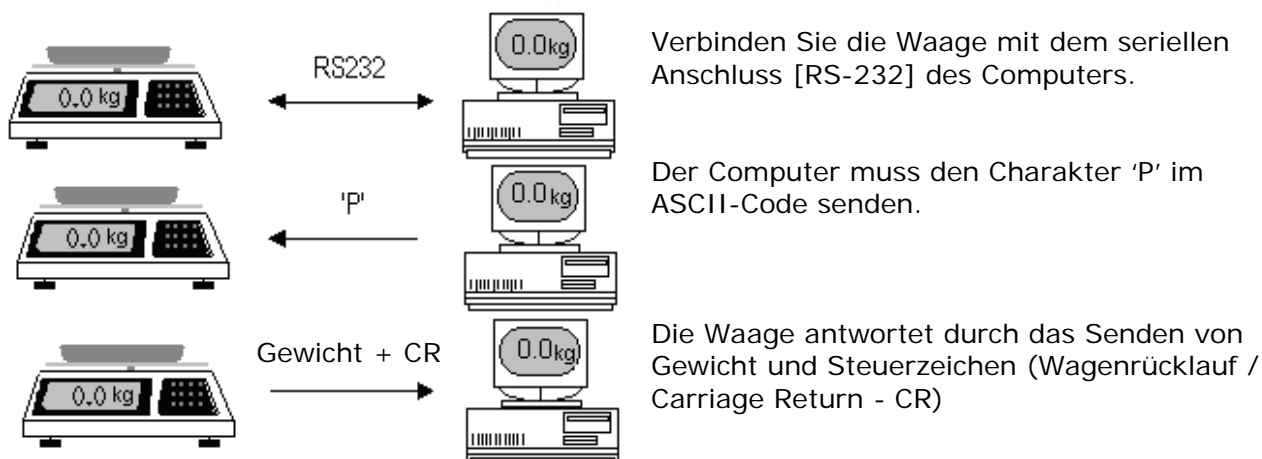 0.0 kg
RS232
0.0kg
Verbinden Sie die Waage mit dem seriellen
Anschluss [RS-232] des Computers.
0.0 kg
'P'
0.0kg
Der Computer muss den Charakter ‘P’ im
ASCII-Code senden.
0.0 kg
Gewicht + CR
0.0kg
Die Waage antwortet durch das Senden von
Gewicht und Steuerzeichen (Wagenrücklauf /
Carriage Return - CR)